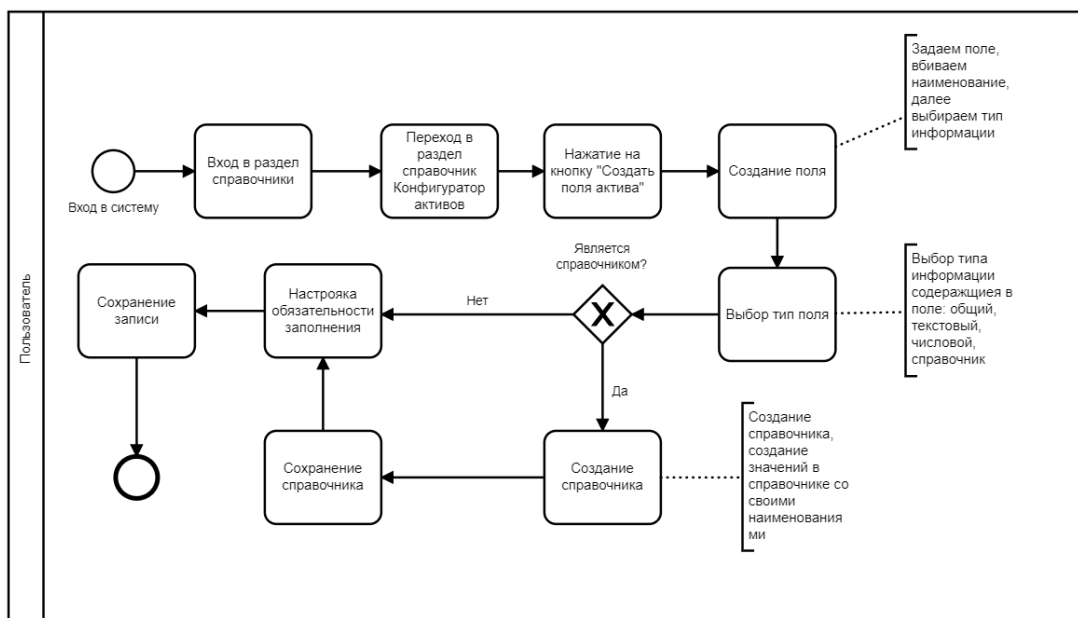 Пользователь
Вход в систему
Вход в раздел
справочники
Переход в
раздел
справочник
Конфигуратор
активов
Нажатие на
кнопку "Создать
поля актива"
Создание поля
Задаем поле,
вбиваем
наименование,
далее
выбираем тип
информации
Выбор тип поля
Выбор типа
информации
содеражщиея в
поле: общий,
текстовый,
числовой,
справочник
Является
справочником?
Нет
Да
Настрояка
обязательности
заполнения
Сохранение
записи
Создание
справочника
Создание
справочника,
создание
значений в
справочнике со
своими
наименования
ми
Сохранение
справочника